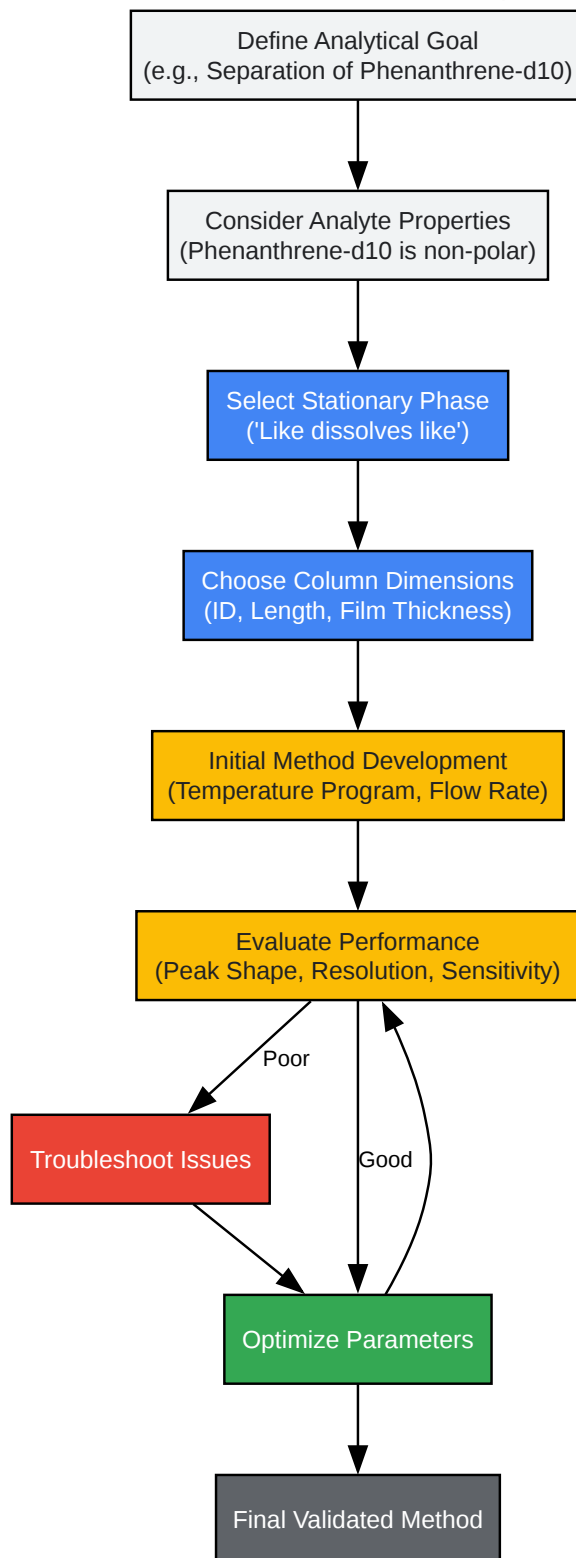 Define Analytical Goal
(e.g., Separation of Phenanthrene-d10)
Consider Analyte Properties
(Phenanthrene-d10 is non-polar)
Select Stationary Phase
('Like dissolves like')
Choose Column Dimensions
(ID, Length, Film Thickness)
Initial Method Development
(Temperature Program, Flow Rate)
Evaluate Performance
(Peak Shape, Resolution, Sensitivity)
Poor
Troubleshoot Issues
Good
Optimize Parameters
Final Validated Method